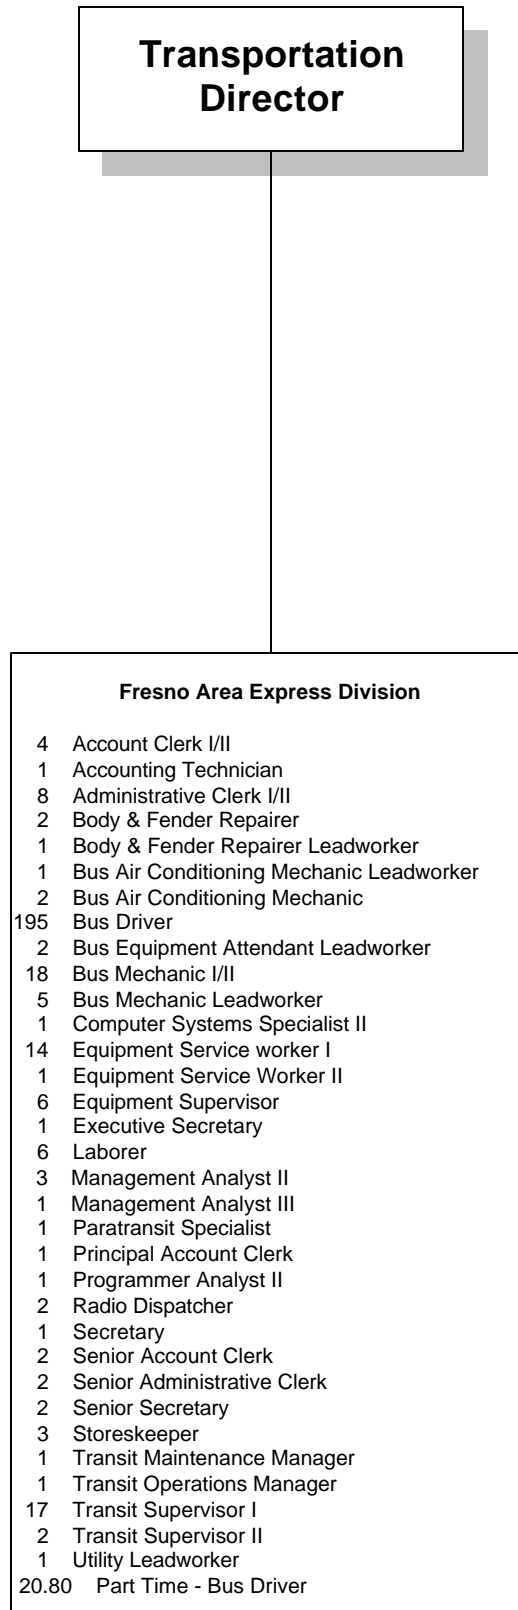 Transportation
Director
Fresno Area Express Division
4 Account Clerk I/II
1 Accounting Technician
8 Administrative Clerk I/II
2 Body & Fender Repairer
1 Body & Fender Repairer Leadworker
1 Bus Air Conditioning Mechanic Leadworker
2 Bus Air Conditioning Mechanic
195 Bus Driver
2 Bus Equipment Attendant Leadworker
18 Bus Mechanic I/II
5 Bus Mechanic Leadworker
1 Computer Systems Specialist II
14 Equipment Service worker I
1 Equipment Service Worker II
6 Equipment Supervisor
1 Executive Secretary
6 Laborer
3 Management Analyst II
1 Management Analyst III
1 Paratransit Specialist
1 Principal Account Clerk
1 Programmer Analyst II
2 Radio Dispatcher
1 Secretary
2 Senior Account Clerk
2 Senior Administrative Clerk
2 Senior Secretary
3 Storeskeeper
1 Transit Maintenance Manager
1 Transit Operations Manager
17 Transit Supervisor I
2 Transit Supervisor II
1 Utility Leadworker
20.80 Part Time - Bus Driver